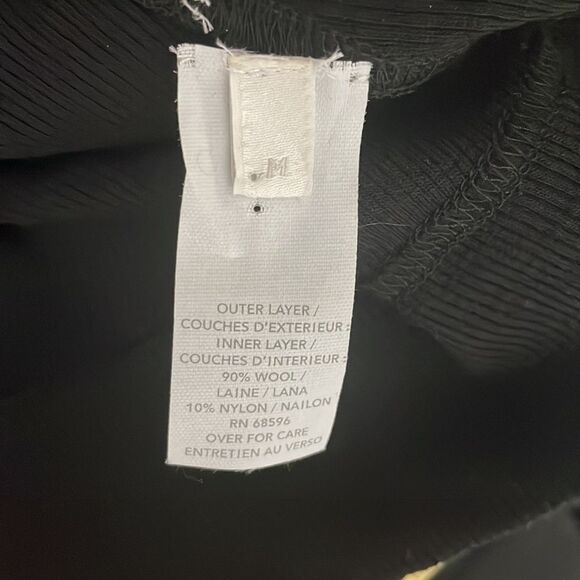 M
OUTER LAYER /
COUCHES D'EXTERIEUR :
INNER LAYER /
COUCHES D'INTERIEUR :
90% WOOL /
LAINE / LANA
10% NYLON / NAILON
RN 68596
OVER FOR CARE
ENTRETIEN AU VERSO